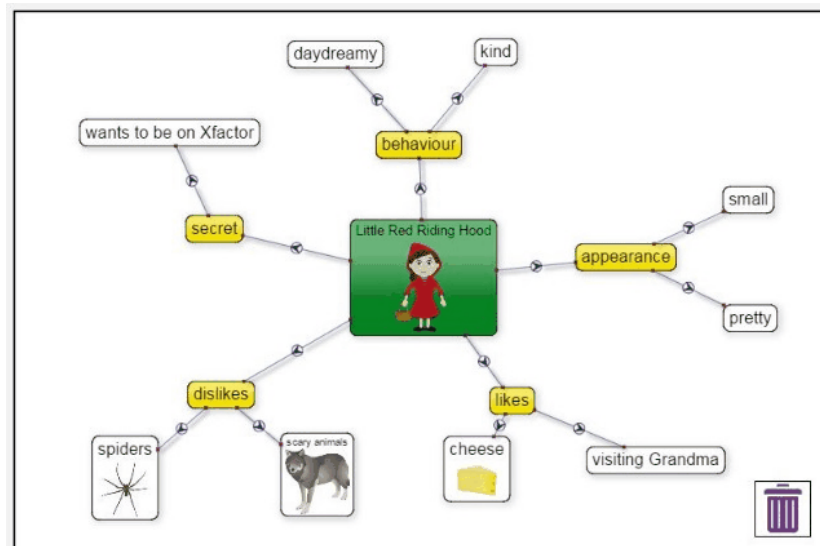 daydreamy
kind
wants to be on Xfactor
behaviour
small
secret
Little Red Riding Hood
appearance
pretty
dislikes
likes
spiders
scary animals
cheese
visiting Grandma